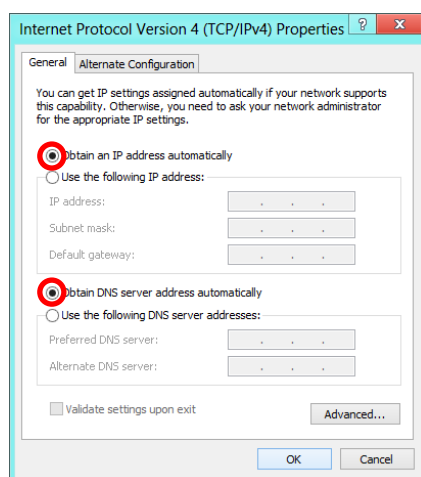 Internet Protocol Version 4 (TCP/IPv4) Properties ? x
General Alternate Configuration
You can get IP settings assigned automatically if your network supports
this capability. Otherwise, you need to ask your network administrator
for the appropriate IP settings.
Obtain an IP address automatically
Use the following IP address:
IP address: . . .
Subnet mask: . . .
Default gateway: . . .
Obtain DNS server address automatically
Use the following DNS server addresses:
Preferred DNS server: . . .
Alternate DNS server: . . .
Validate settings upon exit
Advanced...
OK Cancel